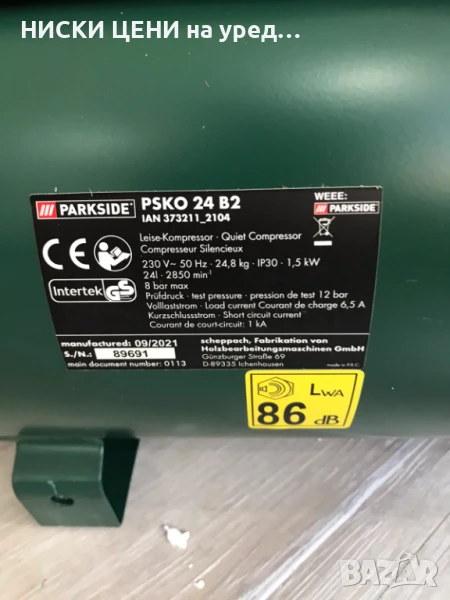 НИСКИ ЦЕНИ на уред...
PARKSIDE®
PSKO 24 B2
IAN 373211_2104
WEEE:
PARKSIDE®
CE
Leise-Kompressor · Quiet Compressor
Compresseur Silencieux
230 V~ 50 Hz · 24,8 kg · IP30 · 1,5 kW
24l · 2850 min⁻¹
8 bar max
Intertek GS
Prüfdruck · test pressure · pression de test 12 bar
Volllaststrom · Load current Courant de charge 6,5 A
Kurzschlussstrom · Short circuit current
Courant de court-circuit: 1 kA
manufactured: 09/2021
S./N.: 89691
main document number: 0113
scheppach, Fabrikation von
Holzbearbeitungsmaschinen GmbH
Günzburger Straße 69
D-89335 Ichenhausen
made in P.R.C.
LWA
86 dB
BAZAR